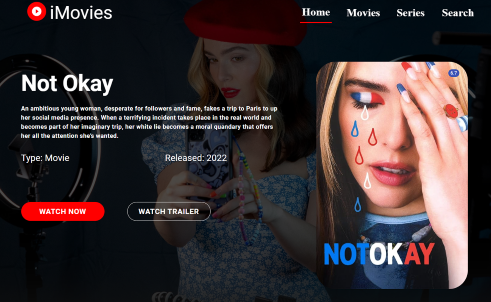 iMovies
Home Movies Series Search
Not Okay
An ambitious young woman, desperate for followers and fame, fakes a trip to Paris to up
her social media presence. When a terrifying incident takes place in the real world and
becomes part of her imaginary trip, her white lie becomes a moral quandary that offers
her all the attention she's wanted.
Type: Movie Released: 2022
WATCH NOW WATCH TRAILER
6.7
NOTOKAY